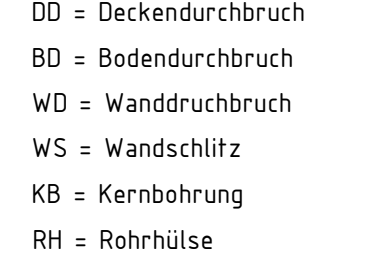 DD = Deckendurchbruch
BD = Bodendurchbruch
WD = Wanddruchbruch
WS = Wandschlitz
KB = Kernbohrung
RH = Rohrhülse